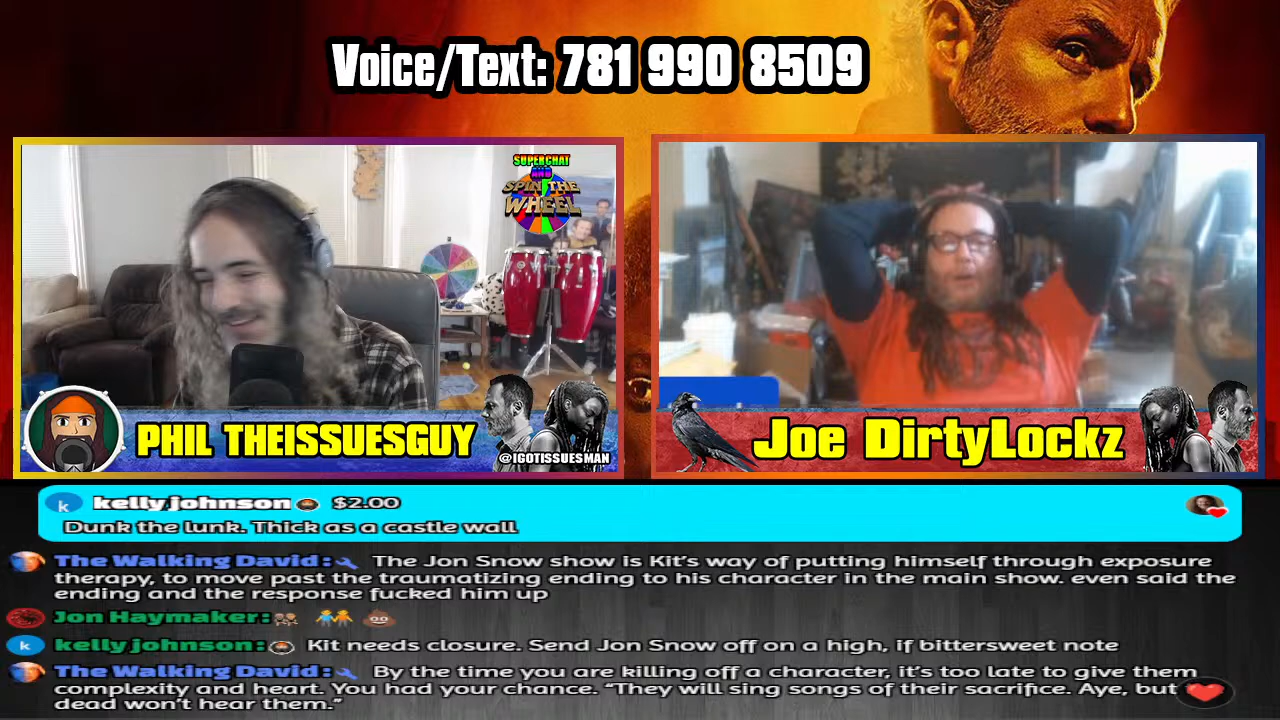 Voice/Text: 781 990 8509
SUPERCHAT
AND
SPIN THE
WHEEL
PHIL THEISSUESGUY
@IGOTISSUESMAN
Joe DirtyLockz
k kelly johnson $2.00
Dunk the lunk. Thick as a castle wall
The Walking David: The Jon Snow show is Kit's way of putting himself through exposure
therapy, to move past the traumatizing ending to his character in the main show. even said the
ending and the response fucked him up
Jon Haymaker:
k kelly johnson: Kit needs closure. Send Jon Snow off on a high, if bittersweet note
The Walking David: By the time you are killing off a character, it's too late to give them
complexity and heart. You had your chance. "They will sing songs of their sacrifice. Aye, but
dead won't hear them."